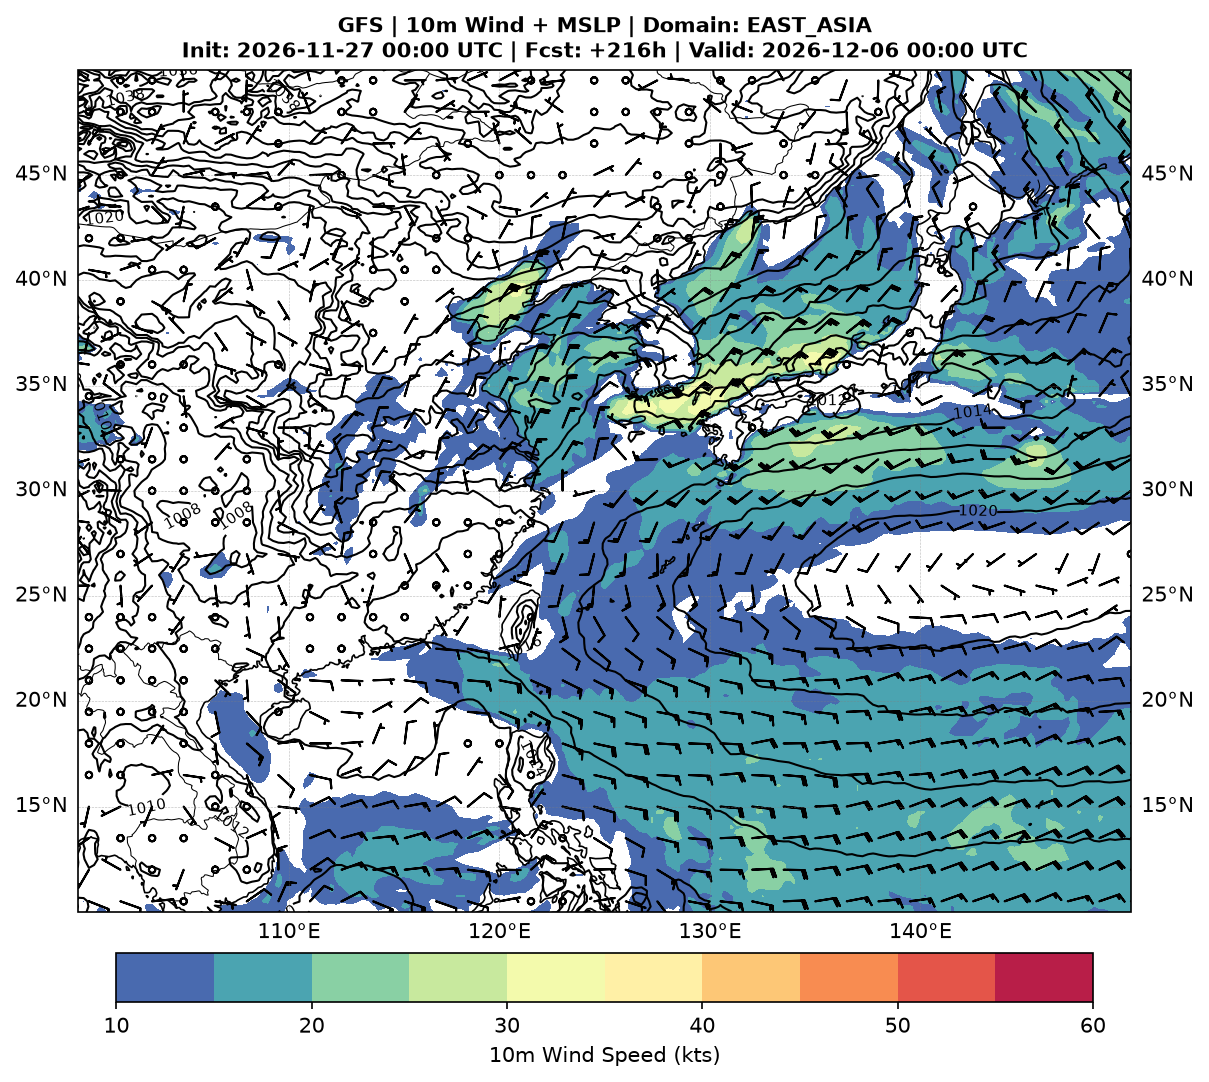 GFS | 10m Wind + MSLP | Domain: EAST_ASIA
Init: 2026-11-27 00:00 UTC | Fcst: +216h | Valid: 2026-12-06 00:00 UTC
1038
45°N 45°N
1020
40°N 40°N
35°N 35°N
1012
1014
30°N 30°N
1008 1008
1020
25°N 25°N
1016
20°N 20°N
15°N 15°N
1010
1012
110°E 120°E 130°E 140°E
10 20 30 40 50 60
10m Wind Speed (kts)